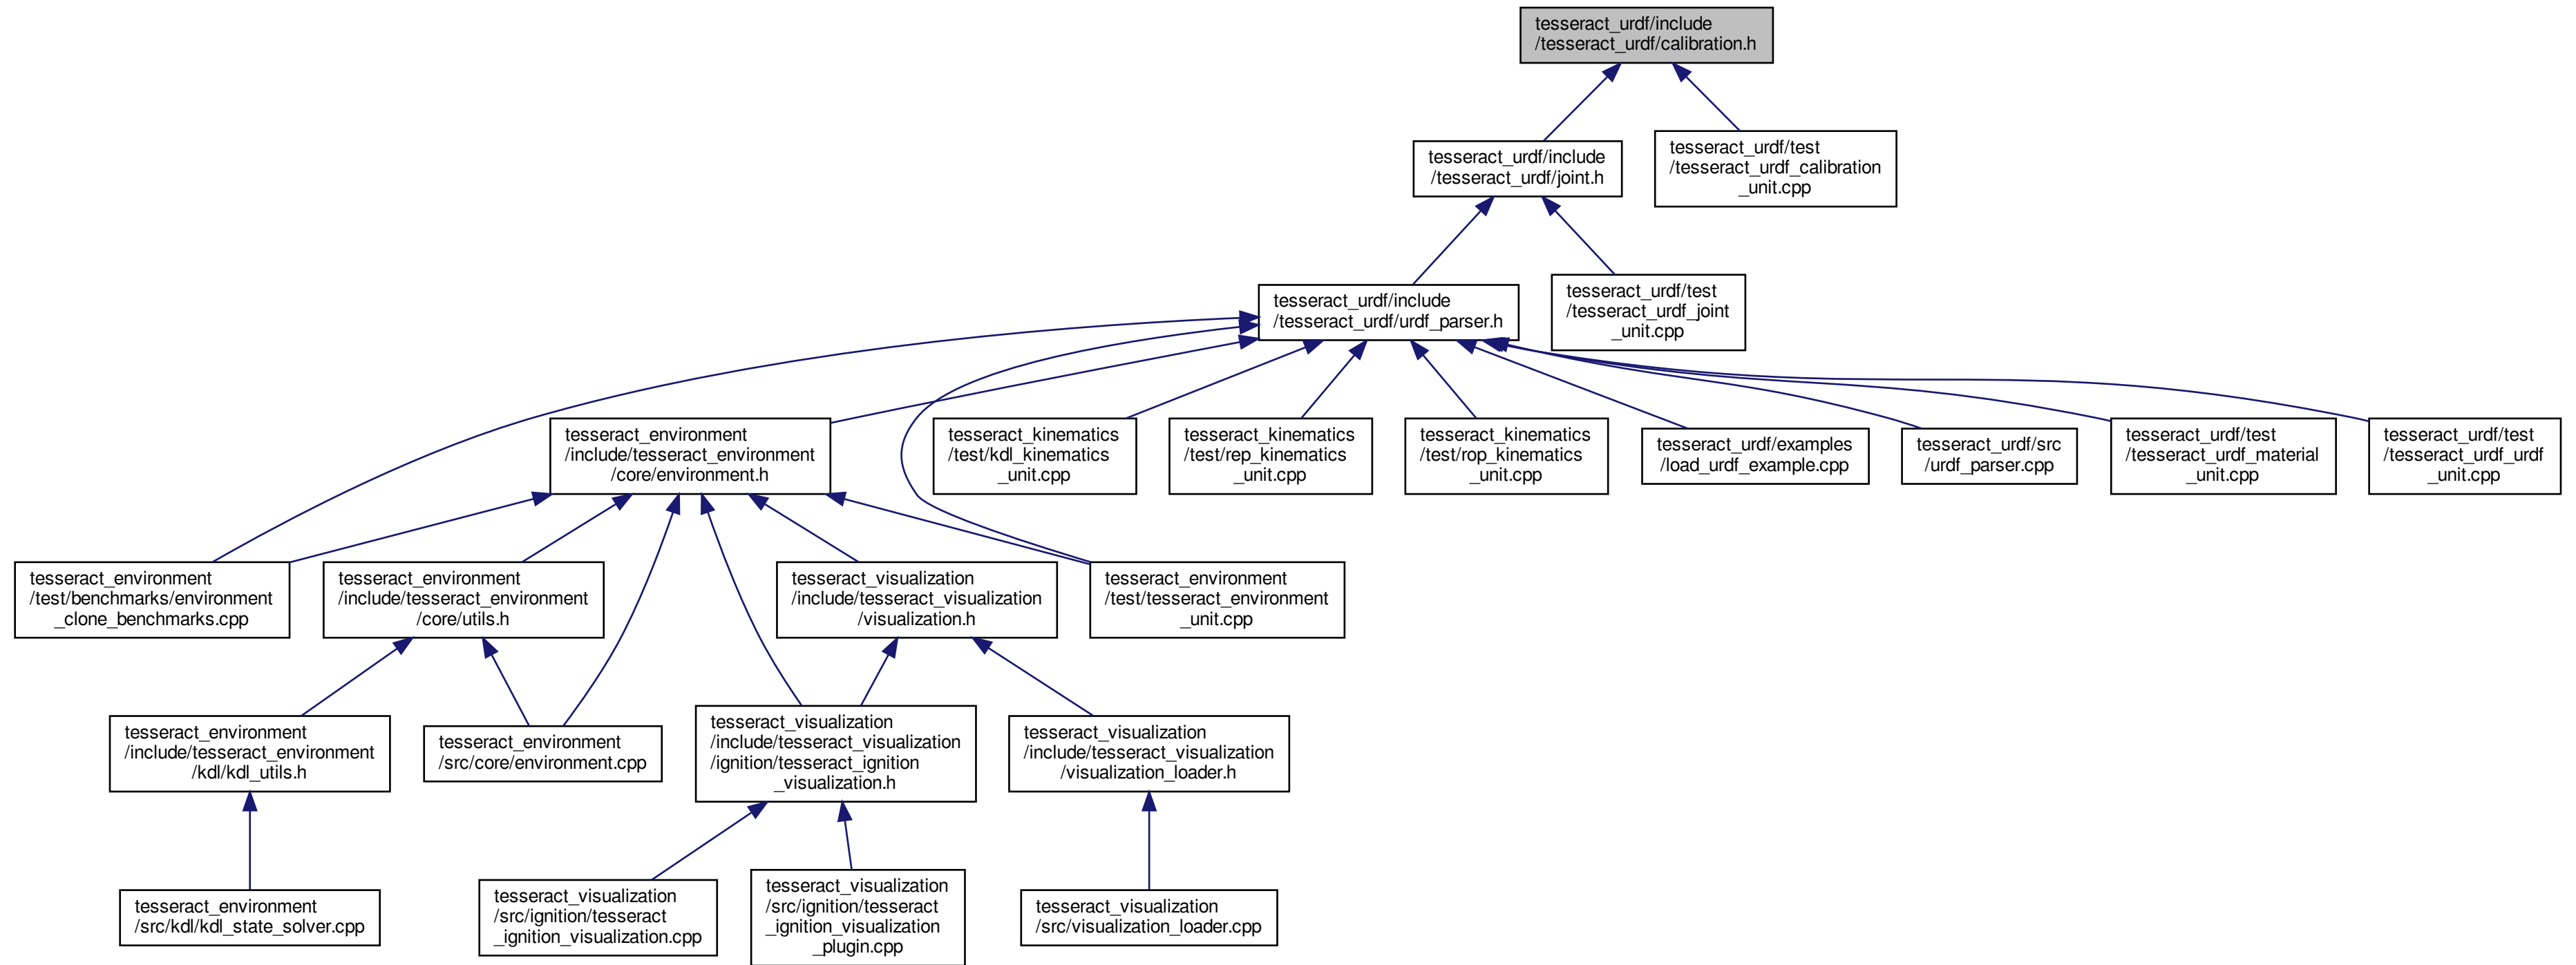 tesseract_urdf/include
/tesseract_urdf/calibration.h
tesseract_urdf/include
/tesseract_urdf/joint.h
tesseract_urdf/test
/tesseract_urdf_calibration
_unit.cpp
tesseract_urdf/include
/tesseract_urdf/urdf_parser.h
tesseract_urdf/test
/tesseract_urdf_joint
_unit.cpp
tesseract_environment
/include/tesseract_environment
/core/environment.h
tesseract_kinematics
/test/kdl_kinematics
_unit.cpp
tesseract_kinematics
/test/rep_kinematics
_unit.cpp
tesseract_kinematics
/test/rop_kinematics
_unit.cpp
tesseract_urdf/examples
/load_urdf_example.cpp
tesseract_urdf/src
/urdf_parser.cpp
tesseract_urdf/test
/tesseract_urdf_material
_unit.cpp
tesseract_urdf/test
/tesseract_urdf_urdf
_unit.cpp
tesseract_environment
/test/benchmarks/environment
_clone_benchmarks.cpp
tesseract_environment
/include/tesseract_environment
/core/utils.h
tesseract_visualization
/include/tesseract_visualization
/visualization.h
tesseract_environment
/test/tesseract_environment
_unit.cpp
tesseract_environment
/include/tesseract_environment
/kdl/kdl_utils.h
tesseract_environment
/src/core/environment.cpp
tesseract_visualization
/include/tesseract_visualization
/ignition/tesseract_ignition
_visualization.h
tesseract_visualization
/include/tesseract_visualization
/visualization_loader.h
tesseract_environment
/src/kdl/kdl_state_solver.cpp
tesseract_visualization
/src/ignition/tesseract
_ignition_visualization.cpp
tesseract_visualization
/src/ignition/tesseract
_ignition_visualization
_plugin.cpp
tesseract_visualization
/src/visualization_loader.cpp